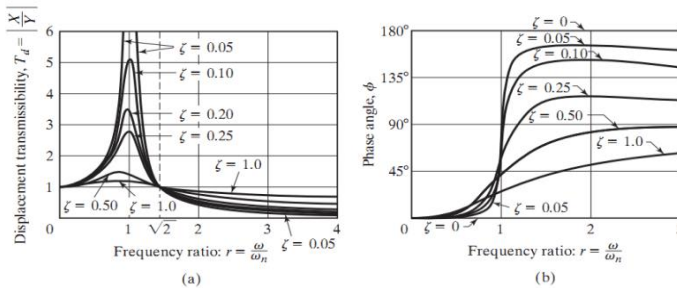 Displacement transmissibility, T_d = |X/Y|
6
5
4
3
2
1
0
ζ = 0.05
ζ = 0.10
ζ = 0.20
ζ = 0.25
ζ = 1.0
ζ = 0.50
ζ = 1.0
ζ = 0.05
1
√2
2
3
4
Frequency ratio: r = ω/ωₙ
(a)
Phase angle, ϕ
180°
135°
90°
45°
0
ζ = 0
ζ = 0.05
ζ = 0.10
ζ = 0.25
ζ = 0.50
ζ = 1.0
ζ = 0.05
ζ = 0
1
2
3
Frequency ratio: r = ω/ωₙ
(b)